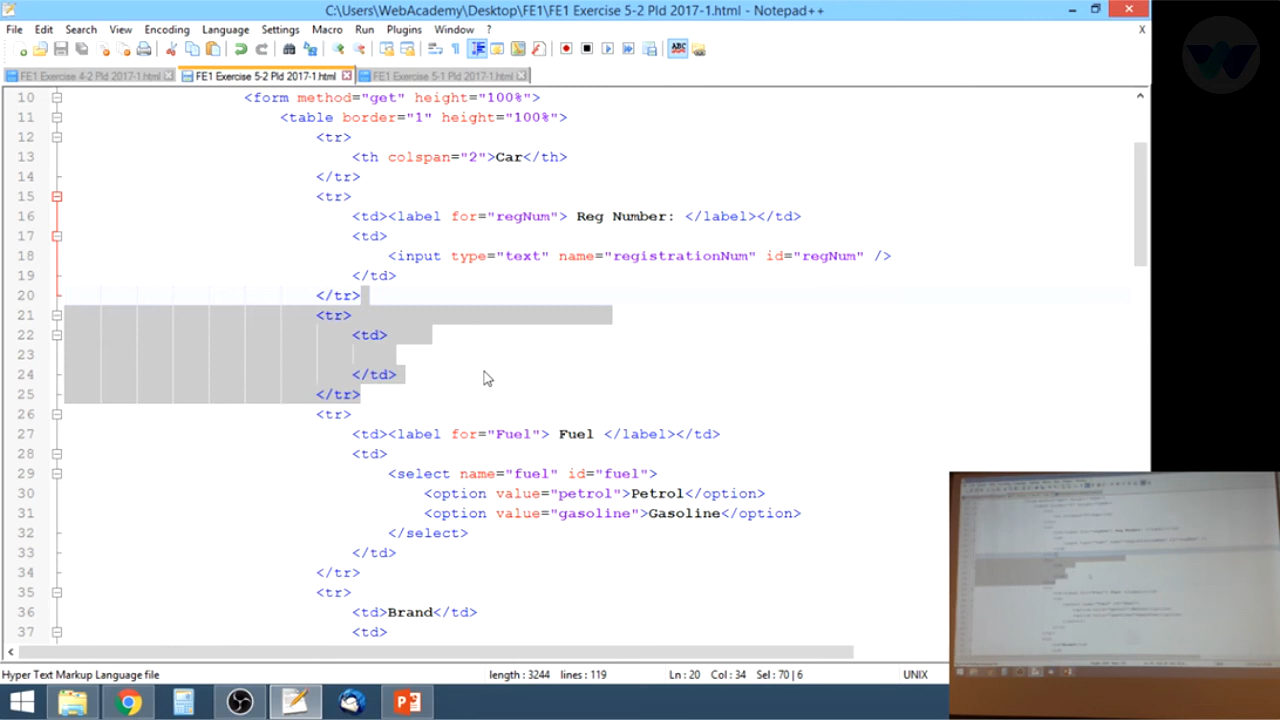 C:\Users\WebAcademy\Desktop\FE1\FE1 Exercise 5-2 Pld 2017-1.html - Notepad++
File Edit Search View Encoding Language Settings Macro Run Plugins Window ? X
FE1 Exercise 4-2 Pld 2017-1.html FE1 Exercise 5-2 Pld 2017-1.html FE1 Exercise 5-1 Pld 2017-1.html
10 <form method="get" height="100%">
11 <table border="1" height="100%">
12 <tr>
13 <th colspan="2">Car</th>
14 </tr>
15 <tr>
16 <td><label for="regNum"> Reg Number: </label></td>
17 <td>
18 <input type="text" name="registrationNum" id="regNum" />
19 </td>
20 </tr>
21 <tr>
22 <td>
23
24 </td>
25 </tr>
26 <tr>
27 <td><label for="Fuel"> Fuel </label></td>
28 <td>
29 <select name="fuel" id="fuel">
30 <option value="petrol">Petrol</option>
31 <option value="gasoline">Gasoline</option>
32 </select>
33 </td>
34 </tr>
35 <tr>
36 <td>Brand</td>
37 <td>
Hyper Text Markup Language file length : 3244 lines : 119 Ln : 20 Col : 34 Sel : 70 | 6 UNIX